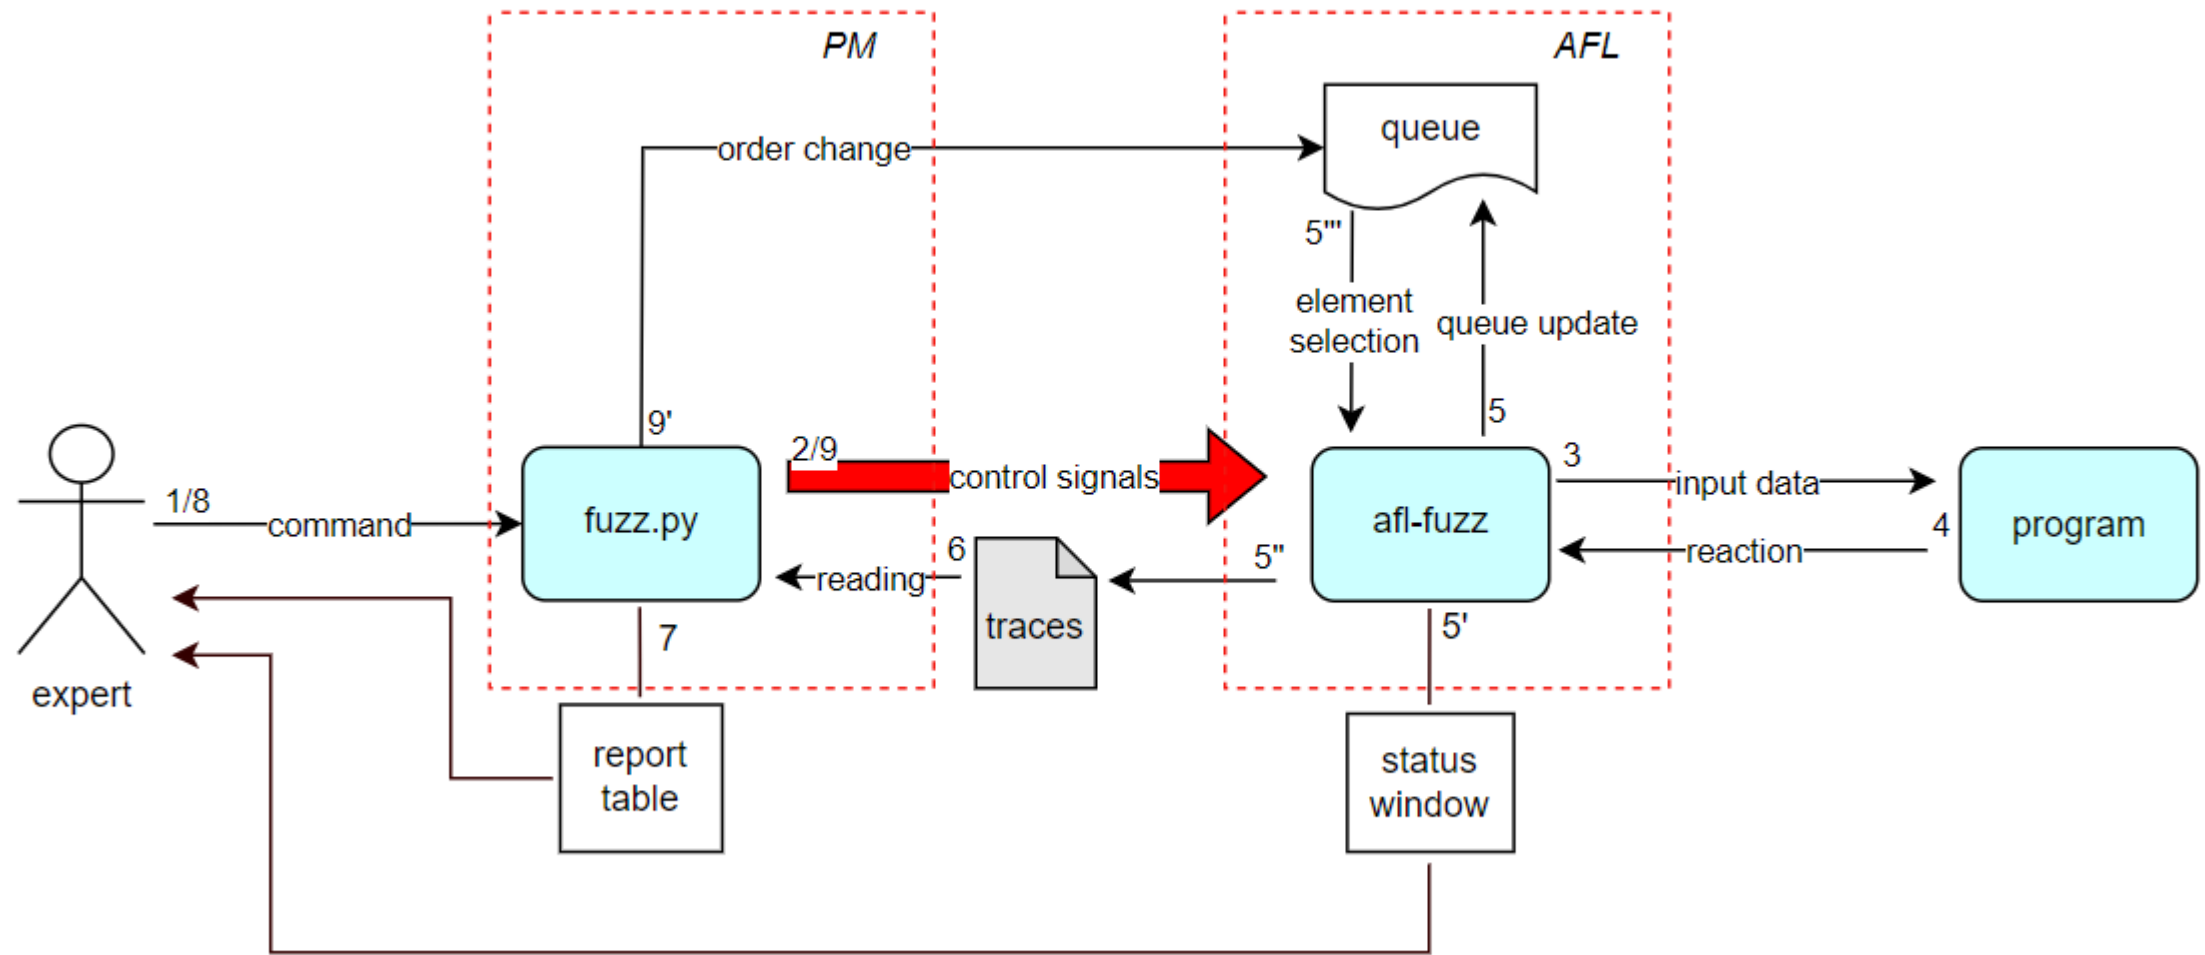 PM
AFL
queue
order change
5'''
element
selection
queue update
9'
5
2/9
control signals
3
input data
1/8
command
fuzz.py
afl-fuzz
program
4
reaction
6
5''
reading
traces
7
5'
expert
report
table
status
window